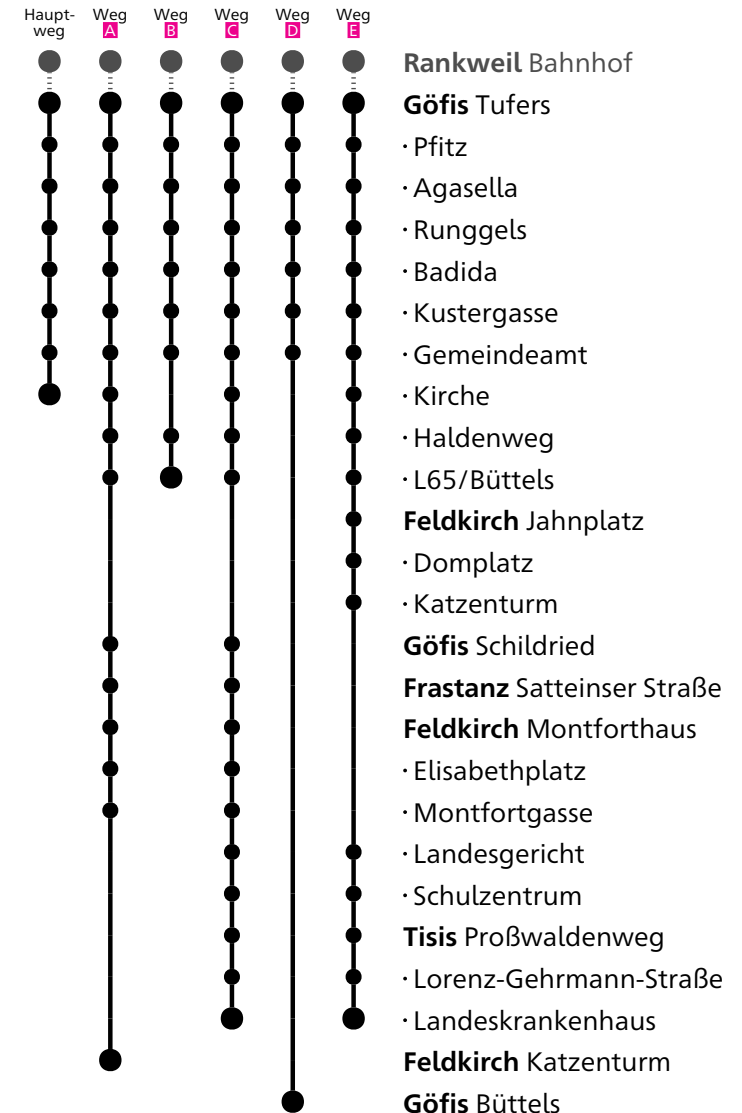 Haupt-
weg
Weg
A
Weg
B
Weg
C
Weg
D
Weg
E
Rankweil Bahnhof
Göfis Tufers
· Pfitz
· Agasella
· Runggels
· Badida
· Kustergasse
· Gemeindeamt
· Kirche
· Haldenweg
· L65/Büttels
Feldkirch Jahnplatz
· Domplatz
· Katzenturm
Göfis Schildried
Frastanz Satteinser Straße
Feldkirch Montforthaus
· Elisabethplatz
· Montfortgasse
· Landesgericht
· Schulzentrum
Tisis Proßwaldenweg
· Lorenz-Gehrmann-Straße
· Landeskrankenhaus
Feldkirch Katzenturm
Göfis Büttels